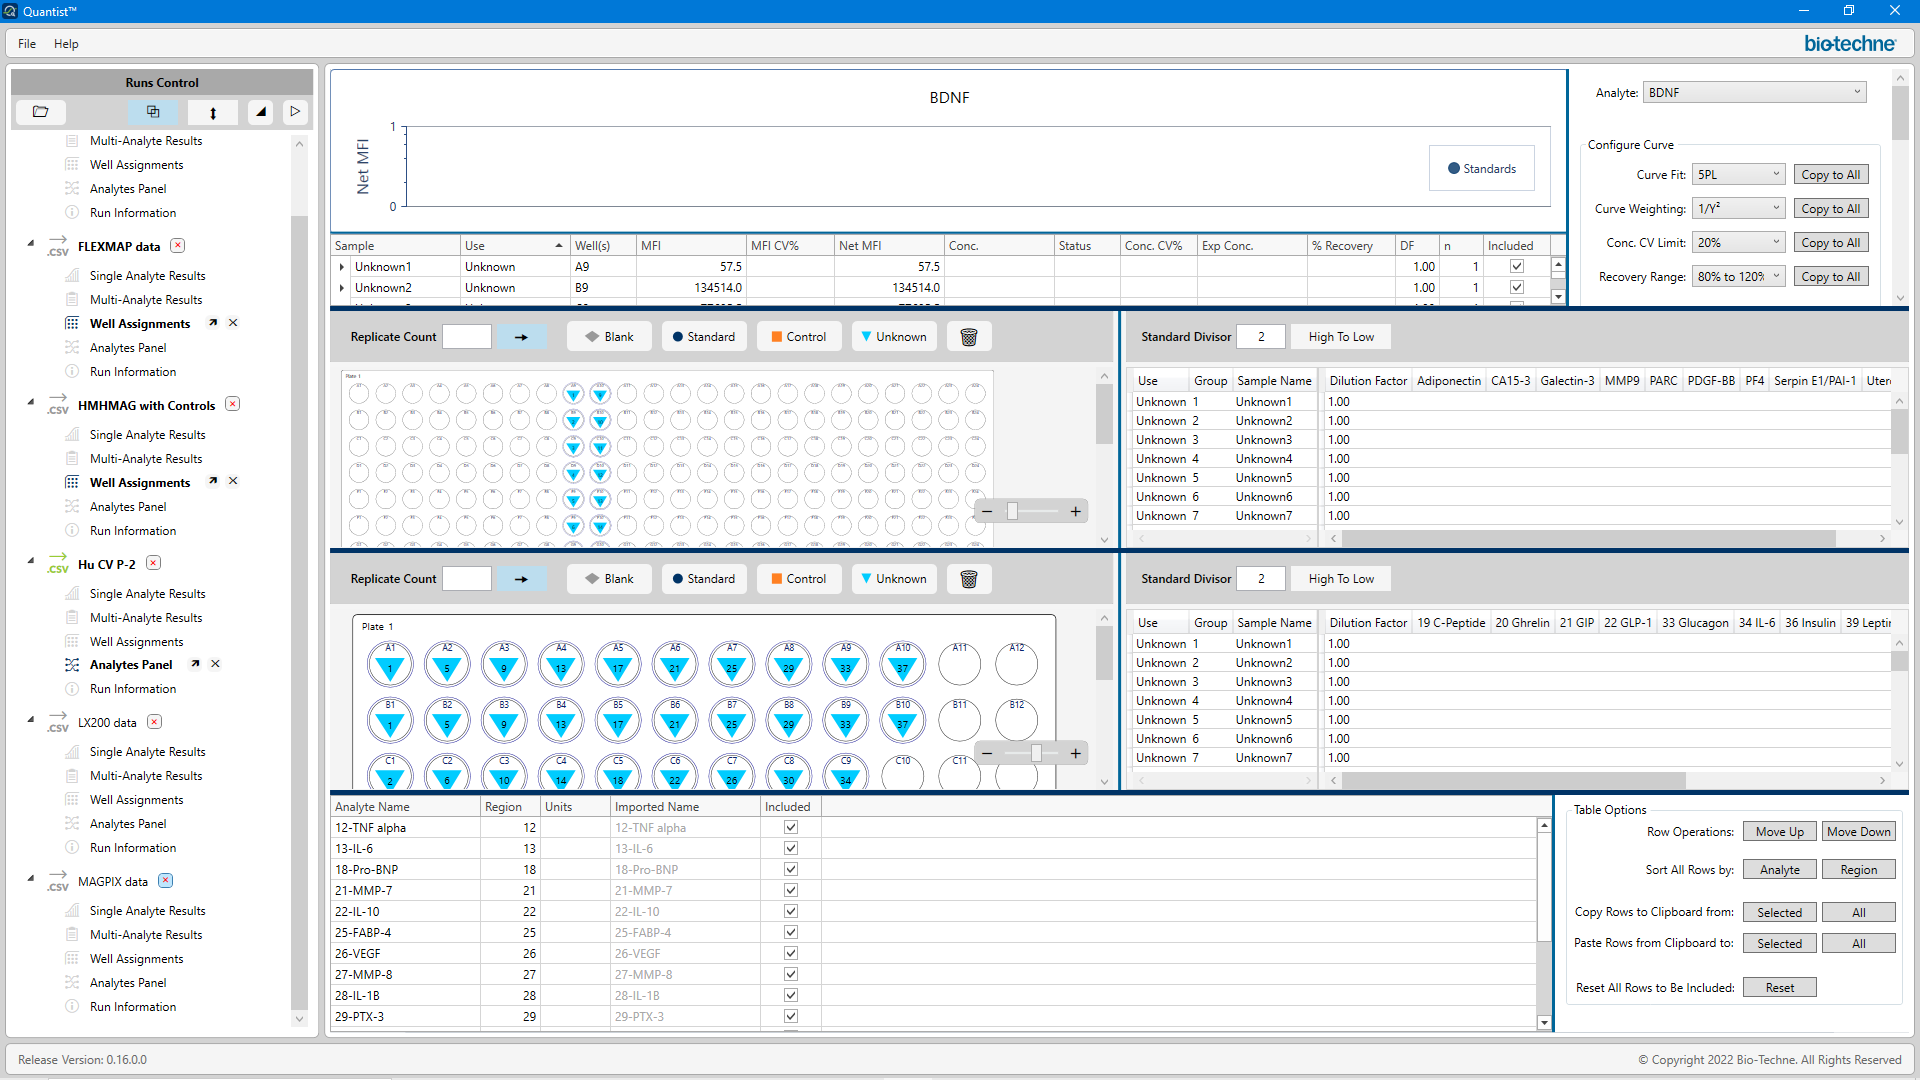 Quantist™
File Help
bio-techne
Runs Control
Multi-Analyte Results
Well Assignments
Analytes Panel
Run Information
.CSV FLEXMAP data
Single Analyte Results
Multi-Analyte Results
Well Assignments
Analytes Panel
Run Information
.CSV HMHMAG with Controls
Single Analyte Results
Multi-Analyte Results
Well Assignments
Analytes Panel
Run Information
.CSV Hu CV P-2
Single Analyte Results
Multi-Analyte Results
Well Assignments
Analytes Panel
Run Information
.CSV LX200 data
Single Analyte Results
Multi-Analyte Results
Well Assignments
Analytes Panel
Run Information
.CSV MAGPIX data
Single Analyte Results
Multi-Analyte Results
Well Assignments
Analytes Panel
Run Information
BDNF
Net MFI
1
0
Standards
Sample Use Well(s) MFI MFI CV% Net MFI Conc. Status Conc. CV% Exp Conc. % Recovery DF n Included
Unknown1 Unknown A9 57.5 57.5 1.00 1
Unknown2 Unknown B9 134514.0 134514.0 1.00 1
Analyte: BDNF
Configure Curve
Curve Fit: 5PL Copy to All
Curve Weighting: 1/Y² Copy to All
Conc. CV Limit: 20% Copy to All
Recovery Range: 80% to 120% Copy to All
Replicate Count Blank Standard Control Unknown
Plate 1
Standard Divisor 2 High To Low
Use Group Sample Name Dilution Factor Adiponectin CA15-3 Galectin-3 MMP9 PARC PDGF-BB PF4 Serpin E1/PAI-1 Uter
Unknown 1 Unknown1 1.00
Unknown 2 Unknown2 1.00
Unknown 3 Unknown3 1.00
Unknown 4 Unknown4 1.00
Unknown 5 Unknown5 1.00
Unknown 6 Unknown6 1.00
Unknown 7 Unknown7 1.00
Replicate Count Blank Standard Control Unknown
Plate 1
A1 A2 A3 A4 A5 A6 A7 A8 A9 A10 A11 A12
1 5 9 13 17 21 25 29 33 37
B1 B2 B3 B4 B5 B6 B7 B8 B9 B10 B11 B12
1 5 9 13 17 21 25 29 33 37
C1 C2 C3 C4 C5 C6 C7 C8 C9 C10 C11 C12
2 6 10 14 18 22 26 30 34
Standard Divisor 2 High To Low
Use Group Sample Name Dilution Factor 19 C-Peptide 20 Ghrelin 21 GIP 22 GLP-1 33 Glucagon 34 IL-6 36 Insulin 39 Leptin
Unknown 1 Unknown1 1.00
Unknown 2 Unknown2 1.00
Unknown 3 Unknown3 1.00
Unknown 4 Unknown4 1.00
Unknown 5 Unknown5 1.00
Unknown 6 Unknown6 1.00
Unknown 7 Unknown7 1.00
Analyte Name Region Units Imported Name Included
12-TNF alpha 12 12-TNF alpha
13-IL-6 13 13-IL-6
18-Pro-BNP 18 18-Pro-BNP
21-MMP-7 21 21-MMP-7
22-IL-10 22 22-IL-10
25-FABP-4 25 25-FABP-4
26-VEGF 26 26-VEGF
27-MMP-8 27 27-MMP-8
28-IL-1B 28 28-IL-1B
29-PTX-3 29 29-PTX-3
Table Options
Row Operations: Move Up Move Down
Sort All Rows by: Analyte Region
Copy Rows to Clipboard from: Selected All
Paste Rows from Clipboard to: Selected All
Reset All Rows to Be Included: Reset
Release Version: 0.16.0.0
© Copyright 2022 Bio-Techne. All Rights Reserved